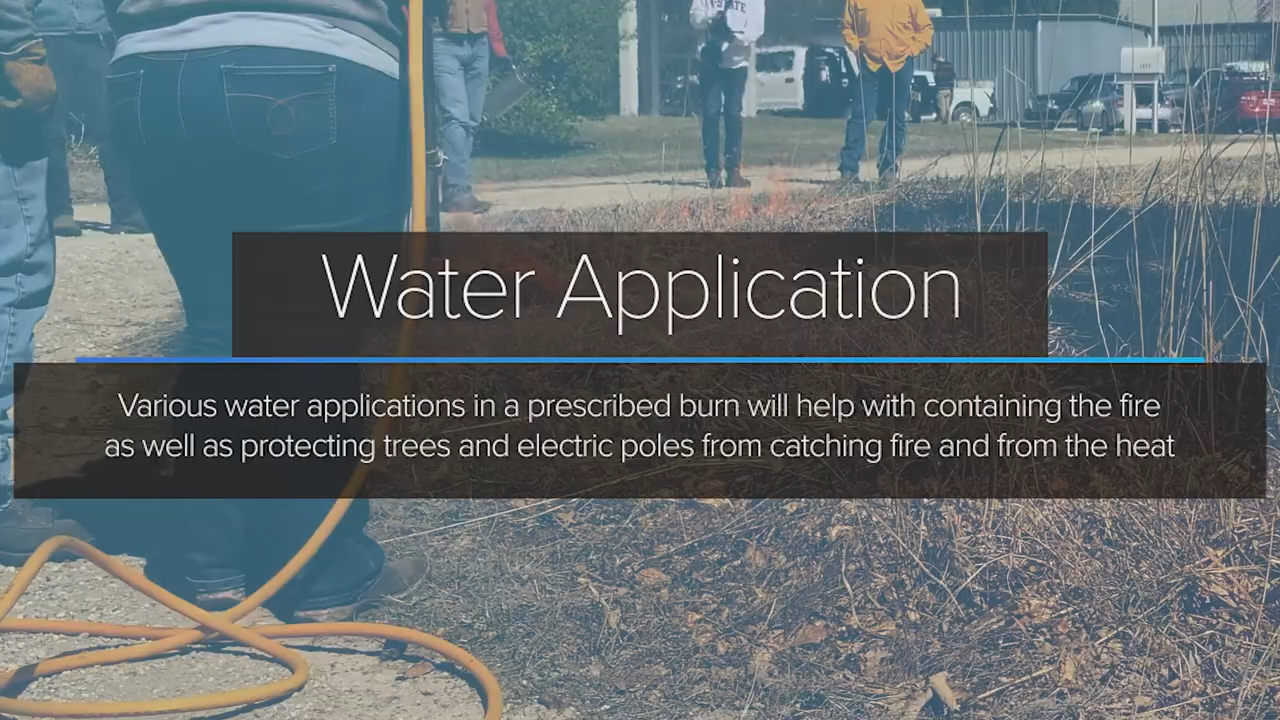 Water Application
Various water applications in a prescribed burn will help with containing the fire
as well as protecting trees and electric poles from catching fire and from the heat